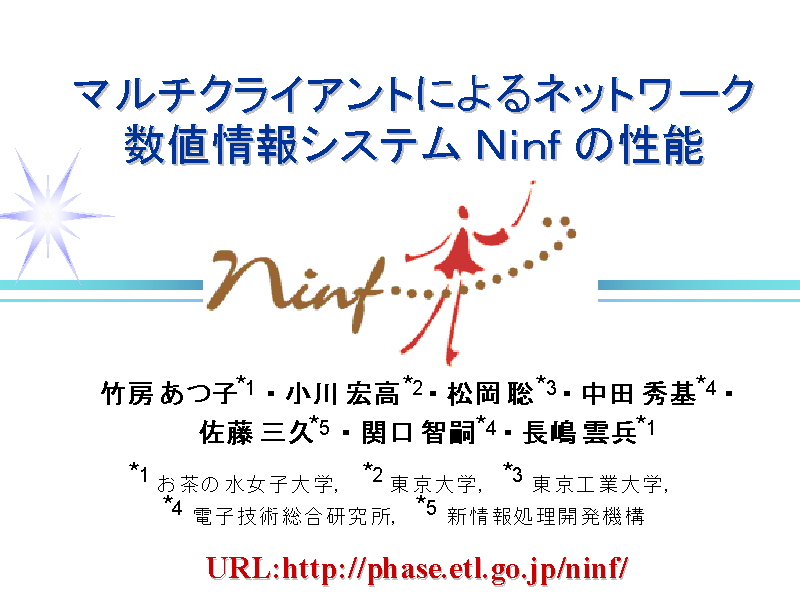 マルチクライアントによるネットワーク
数値情報システム Ninf の性能
Ninf
竹房 あつ子*1 ・ 小川 宏高*2 ・ 松岡 聡*3 ・ 中田 秀基*4 ・
佐藤 三久*5 ・ 関口 智嗣*4 ・ 長嶋 雲兵*1
*1 お茶の水女子大学, *2 東京大学, *3 東京工業大学,
*4 電子技術総合研究所, *5 新情報処理開発機構
URL:http://phase.etl.go.jp/ninf/